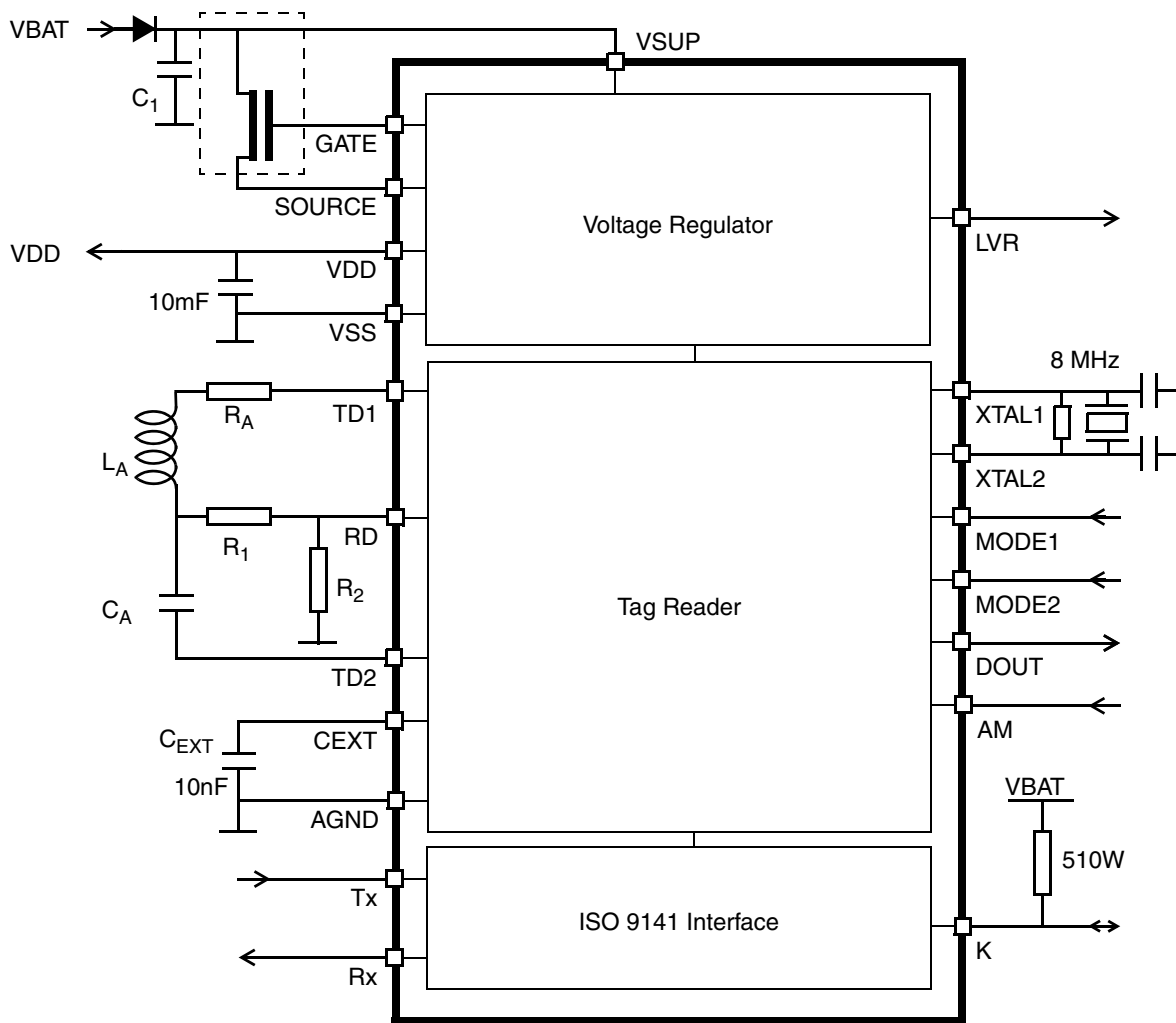 VBAT
VSUP
C1
GATE
SOURCE
Voltage Regulator
LVR
VDD
VDD
10mF
VSS
8 MHz
TD1
XTAL1
RA
LA
XTAL2
RD
R1
MODE1
R2
CA
Tag Reader
MODE2
TD2
DOUT
CEXT
AM
CEXT
10nF
VBAT
AGND
510W
Tx
ISO 9141 Interface
K
Rx